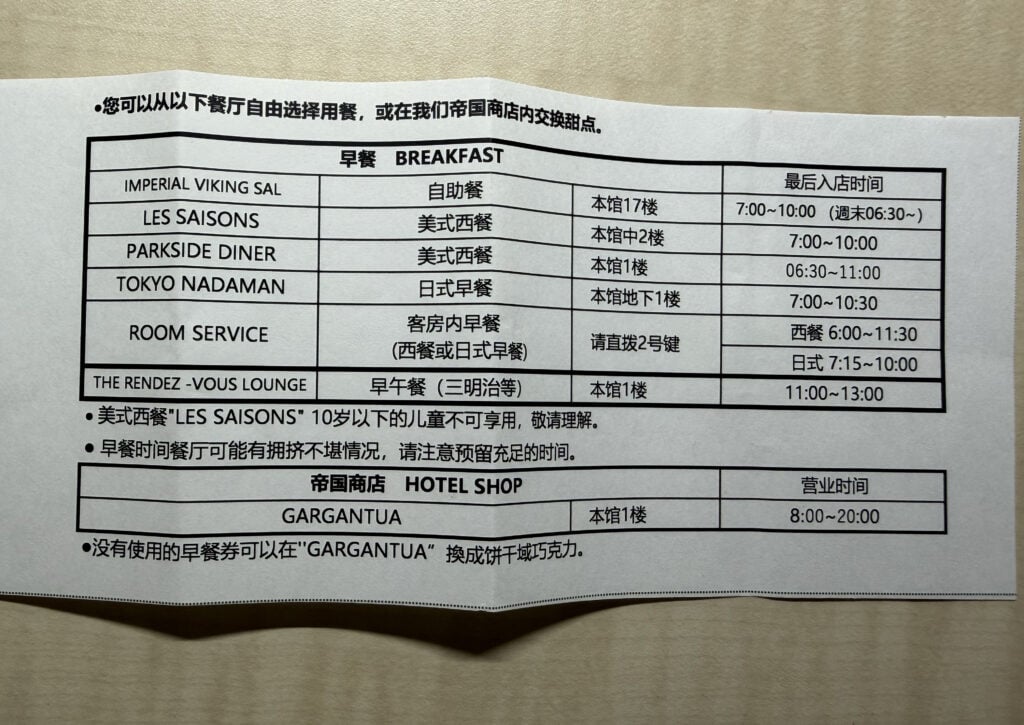 •您可以从以下餐厅自由选择用餐，或在我们帝国商店内交换甜点。
早餐 BREAKFAST 最后入店时间
IMPERIAL VIKING SAL 自助餐 本馆17楼 7:00~10:00 （週末06:30~）
LES SAISONS 美式西餐 本馆中2楼 7:00~10:00
PARKSIDE DINER 美式西餐 本馆1楼 06:30~11:00
TOKYO NADAMAN 日式早餐 本馆地下1楼 7:00~10:30
ROOM SERVICE 客房内早餐 请直拨2号键 西餐 6:00~11:30
(西餐或日式早餐) 日式 7:15~10:00
THE RENDEZ -VOUS LOUNGE 早午餐（三明治等） 本馆1楼 11:00~13:00
• 美式西餐"LES SAISONS" 10岁以下的儿童不可享用，敬请理解。
• 早餐时间餐厅可能有拥挤不堪情况，请注意预留充足的时间。
帝国商店 HOTEL SHOP 营业时间
GARGANTUA 本馆1楼 8:00~20:00
•没有使用的早餐券可以在''GARGANTUA“ 換成饼干域巧克力.